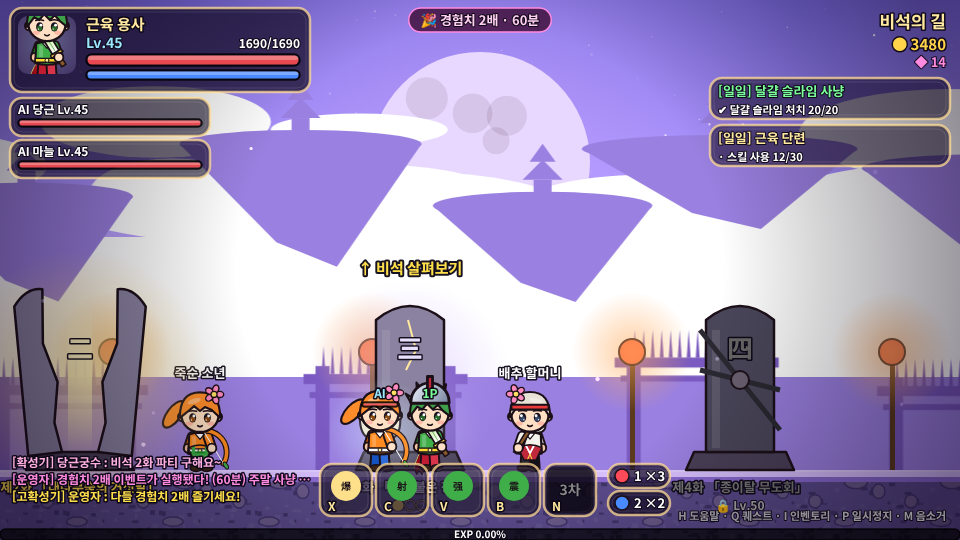 근육 용사
Lv.45
1690/1690
AI 당근 Lv.45
AI 마늘 Lv.45
🎉 경험치 2배 · 60분
비석의 길
3480
14
[일일] 달걀 슬라임 사냥
✔ 달걀 슬라임 처치 20/20
[일일] 근육 단련
· 스킬 사용 12/30
↑ 비석 살펴보기
二
三
四
죽순 소년
AI
1P
배추 할머니
[확성기] 당근궁수 : 비석 2화 파티 구해요~
[운영자] 경험치 2배 이벤트가 실행됐다! (60분) 주말 사냥 …
[고확성기] 운영자 : 다들 경험치 2배 즐기세요!
爆
X
射
C
强
V
震
B
3차
N
1 ×3
2 ×2
제4화 「종이탈 무도회」
🔒 Lv.50
H 도움말 · Q 퀘스트 · I 인벤토리 · P 일시정지 · M 음소거
EXP 0.00%